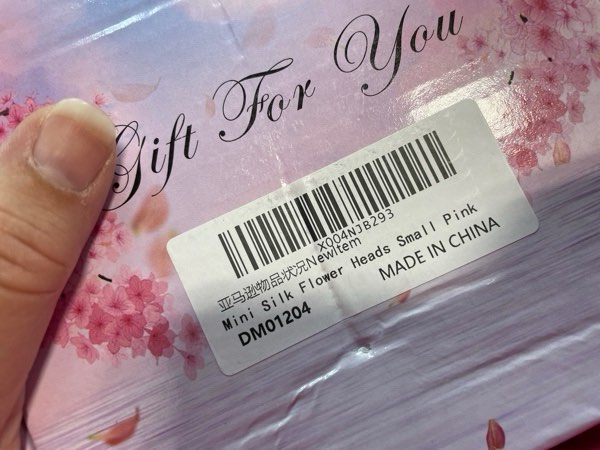 Gift For You
X004NJB293
亚马逊物品状况NewItem
Mini Silk Flower Heads Small Pink
DM01204
MADE IN CHINA